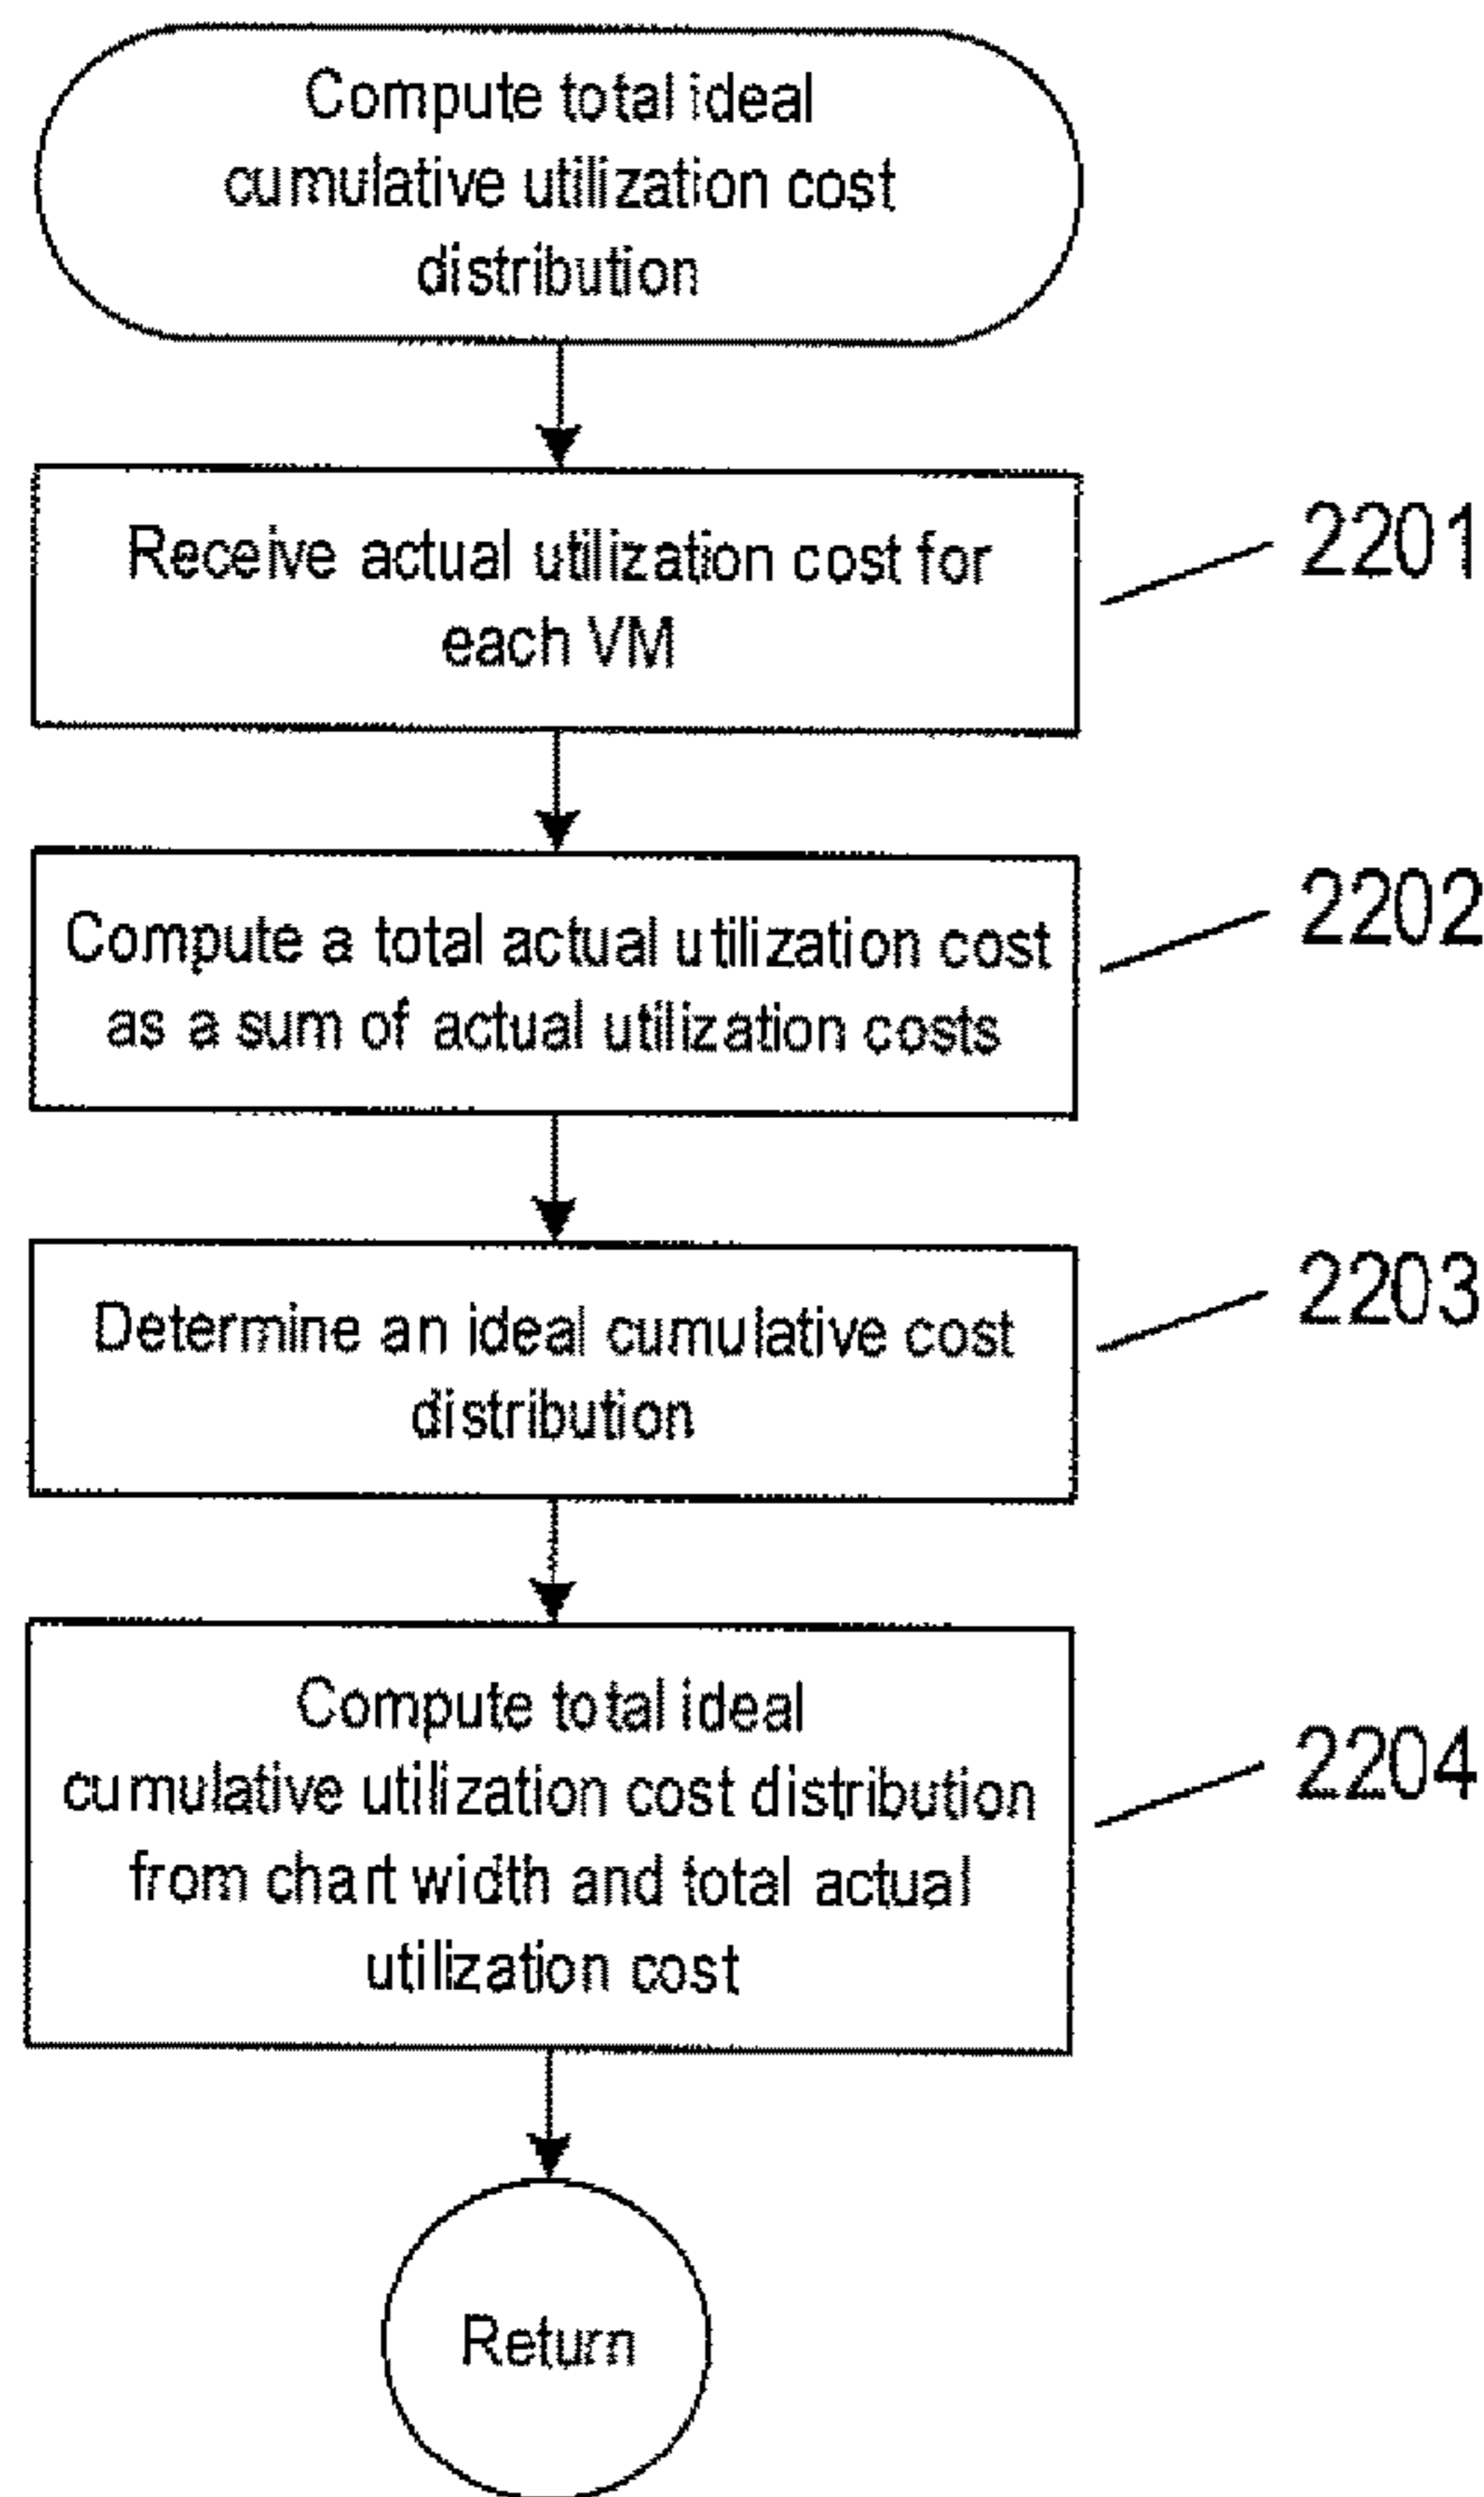 Compute total ideal
cumulative utilization cost
distribution
Receive actual utilization cost for
each VM
2201
Compute a total actual utilization cost
as a sum of actual utilization costs
2202
Determine an ideal cumulative cost
distribution
2203
Compute total ideal
cumulative utilization cost distribution
from chart width and total actual
utilization cost
2204
Return